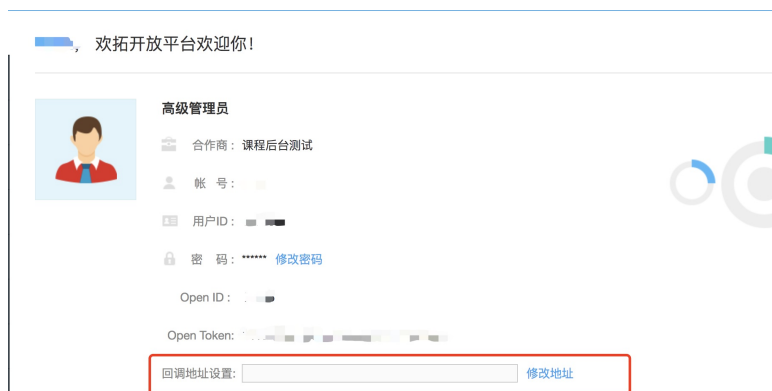 ， 欢拓开放平台欢迎你！
高级管理员
合作商： 课程后台测试
帐 号：
用户ID：
密 码： ****** 修改密码
Open ID：
Open Token:
回调地址设置: 修改地址